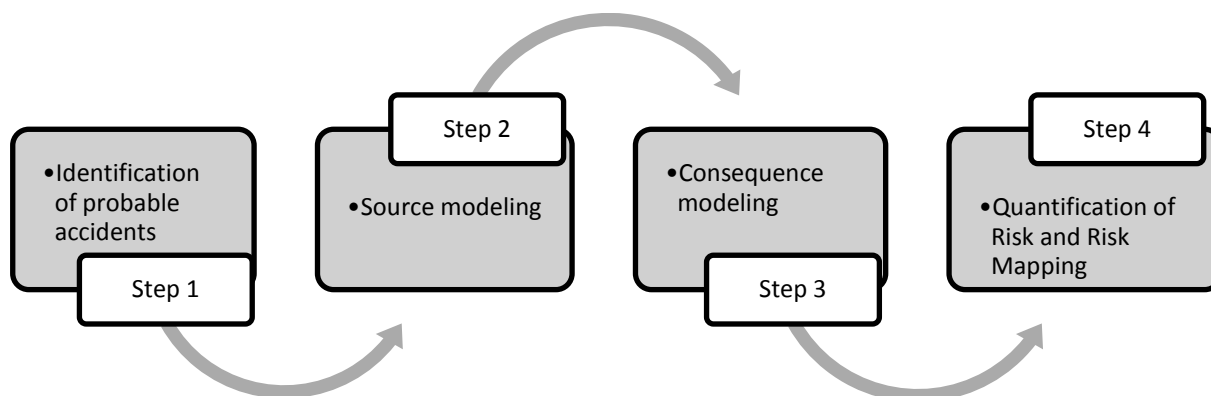 •Identification
of probable
accidents
Step 1
Step 2
•Source modeling
•Consequence
modeling
Step 3
Step 4
•Quantification of
Risk and Risk
Mapping